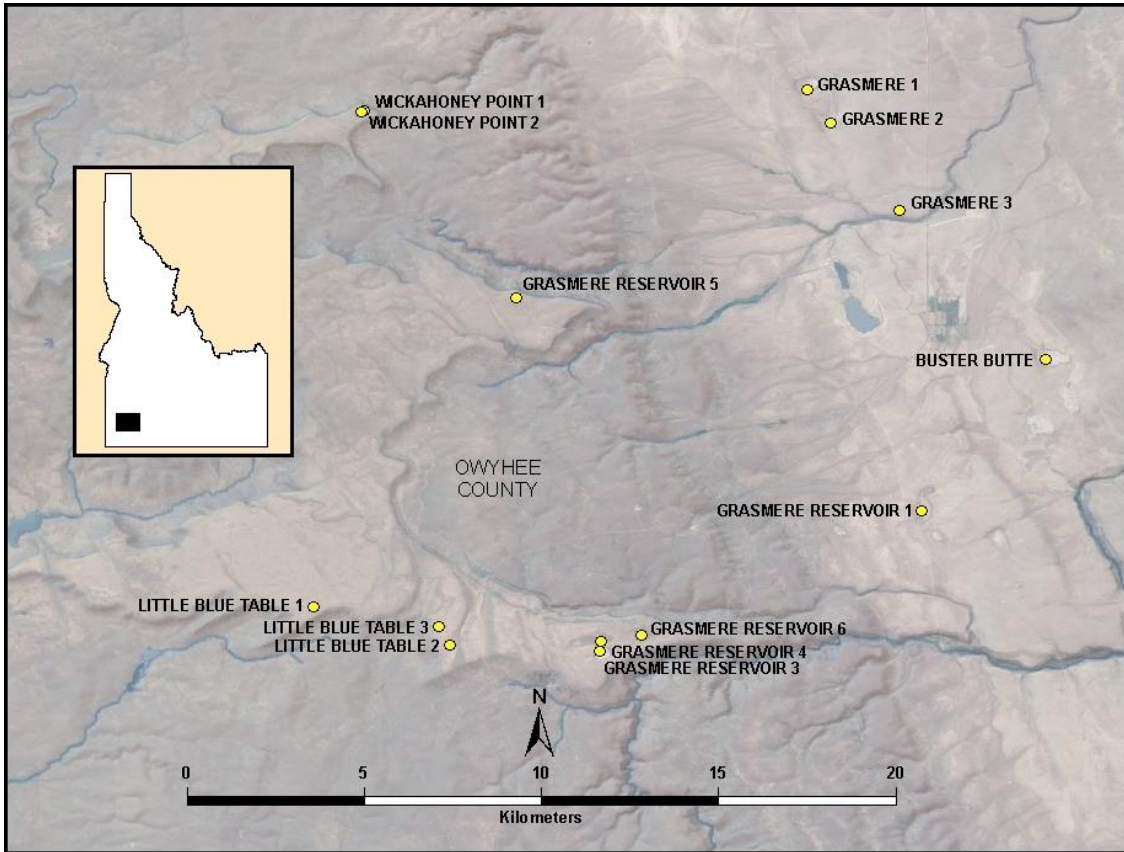 GRASMERE 1
WICKAHONEY POINT 1
WICKAHONEY POINT 2
GRASMERE 2
GRASMERE 3
GRASMERE RESERVOIR 5
BUSTER BUTTE
OWYHEE
COUNTY
GRASMERE RESERVOIR 1
LITTLE BLUE TABLE 1
LITTLE BLUE TABLE 3
GRASMERE RESERVOIR 6
LITTLE BLUE TABLE 2
GRASMERE RESERVOIR 4
GRASMERE RESERVOIR 3
N
0 5 10 15 20
Kilometers